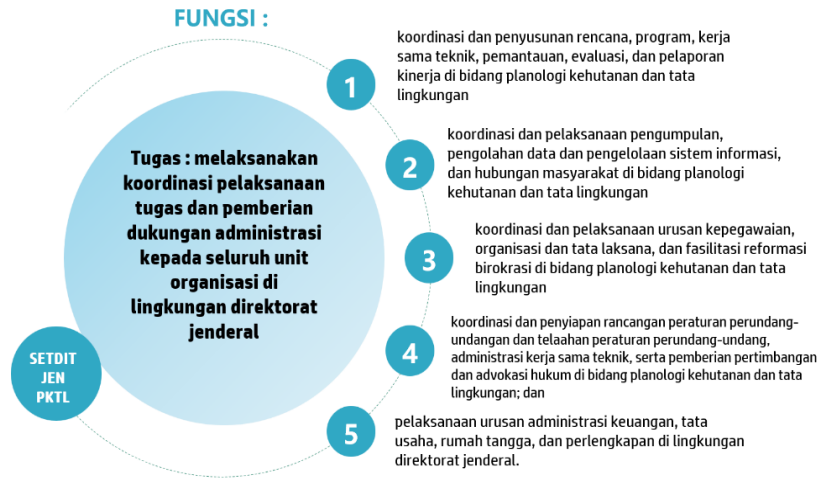 FUNGSI :
1
koordinasi dan penyusunan rencana, program, kerja
sama teknik, pemantauan, evaluasi, dan pelaporan
kinerja di bidang planologi kehutanan dan tata
lingkungan
2
koordinasi dan pelaksanaan pengumpulan,
pengolahan data dan pengelolaan sistem informasi,
dan hubungan masyarakat di bidang planologi
kehutanan dan tata lingkungan
Tugas : melaksanakan
koordinasi pelaksanaan
tugas dan pemberian
dukungan administrasi
kepada seluruh unit
organisasi di
lingkungan direktorat
jenderal
3
koordinasi dan pelaksanaan urusan kepegawaian,
organisasi dan tata laksana, dan fasilitasi reformasi
birokrasi di bidang planologi kehutanan dan tata
lingkungan
4
koordinasi dan penyiapan rancangan peraturan perundang-
undangan dan telaahan peraturan perundang-undang,
administrasi kerja sama teknik, serta pemberian pertimbangan
dan advokasi hukum di bidang planologi kehutanan dan tata
lingkungan; dan
SETDIT
JEN
PKTL
5
pelaksanaan urusan administrasi keuangan, tata
usaha, rumah tangga, dan perlengkapan di lingkungan
direktorat jenderal.